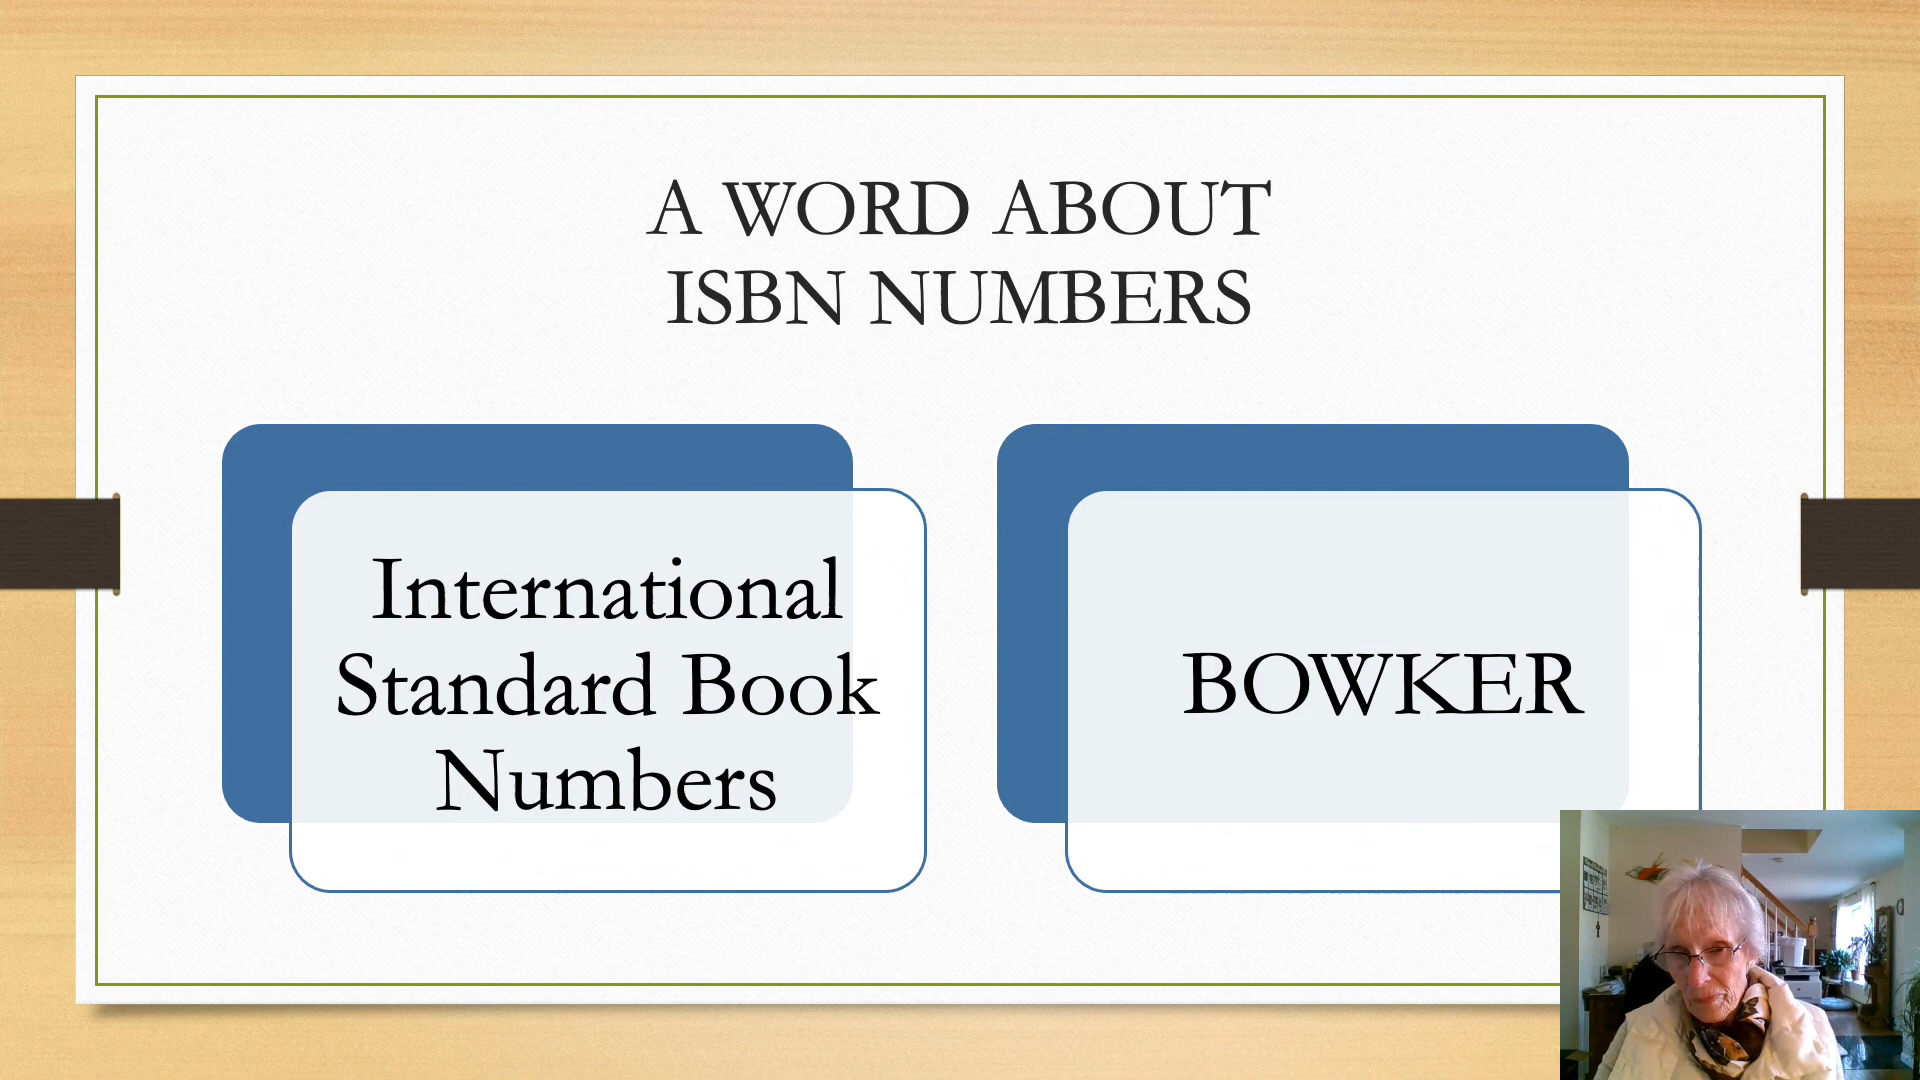 A WORD ABOUT
ISBN NUMBERS
International
Standard Book
Numbers
BOWKER